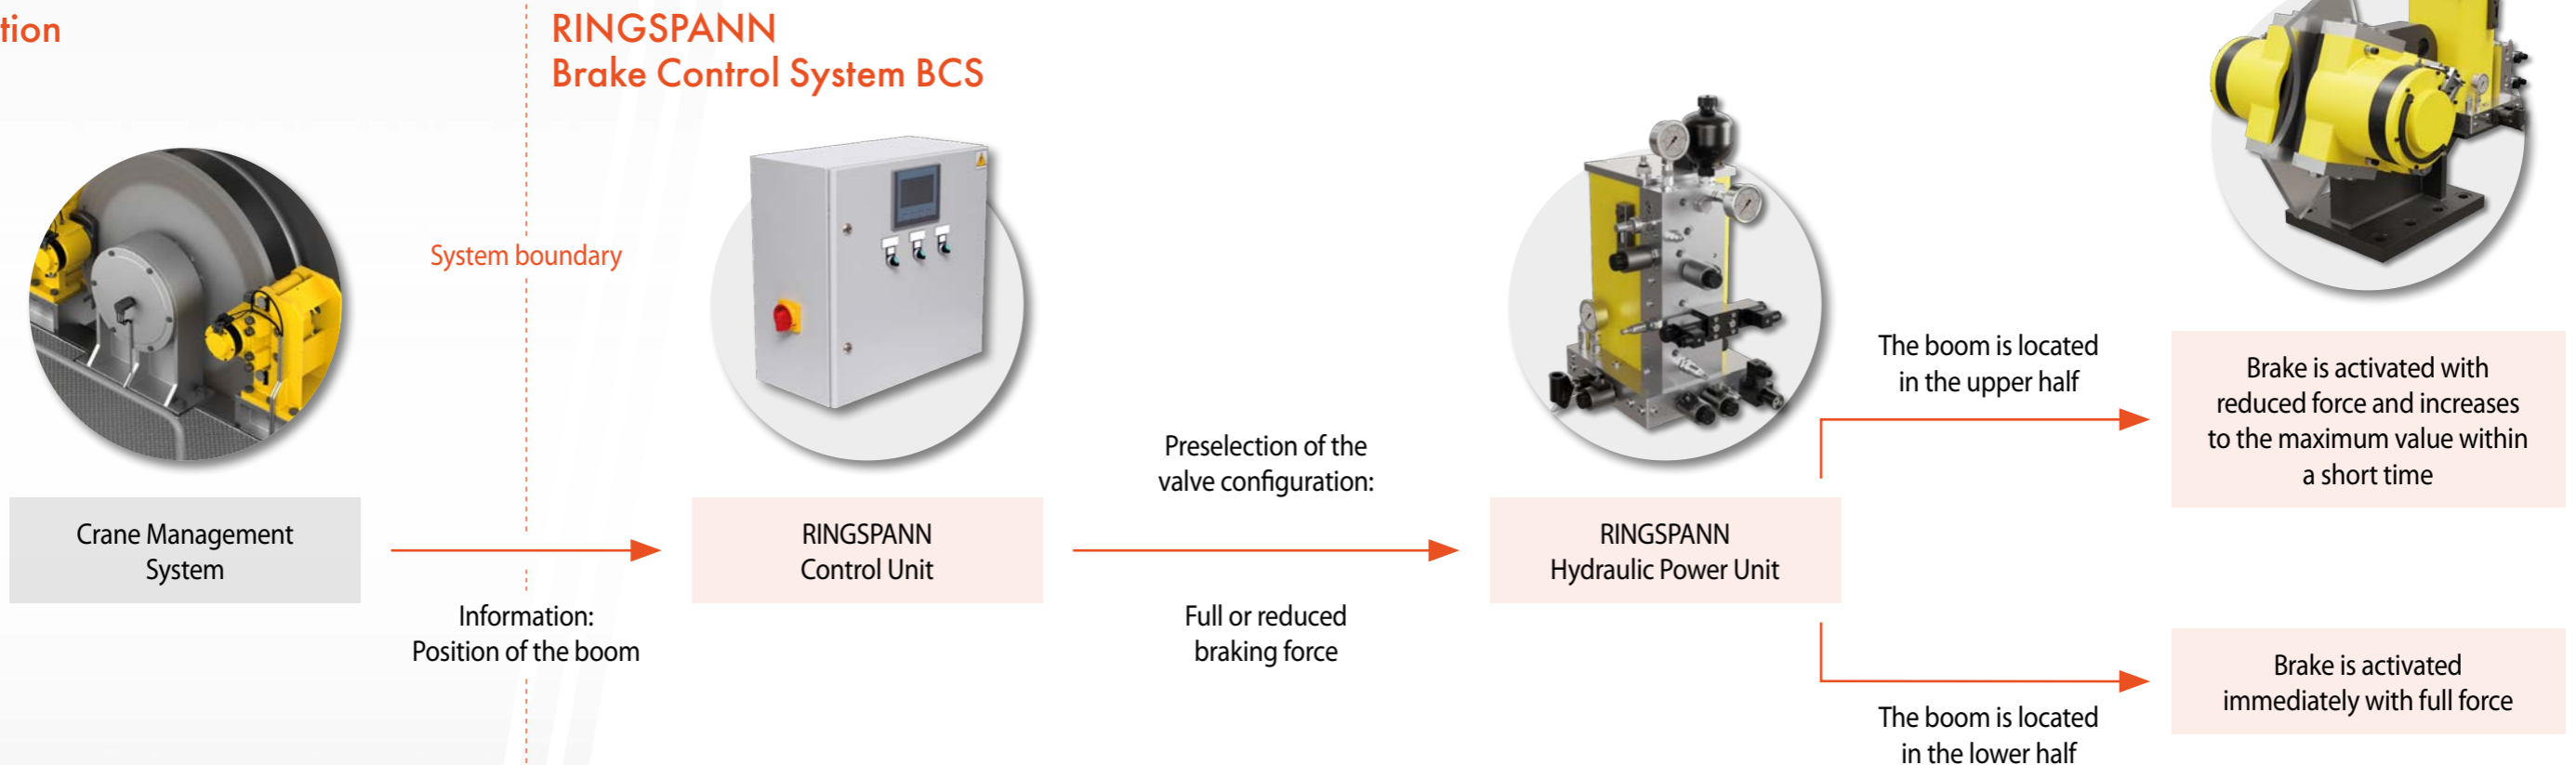 tion
RINGSPANN
Brake Control System BCS
System boundary
Crane Management
System
Information:
Position of the boom
RINGSPANN
Control Unit
Preselection of the
valve configuration:
Full or reduced
braking force
RINGSPANN
Hydraulic Power Unit
The boom is located
in the upper half
Brake is activated with
reduced force and increases
to the maximum value within
a short time
The boom is located
in the lower half
Brake is activated
immediately with full force